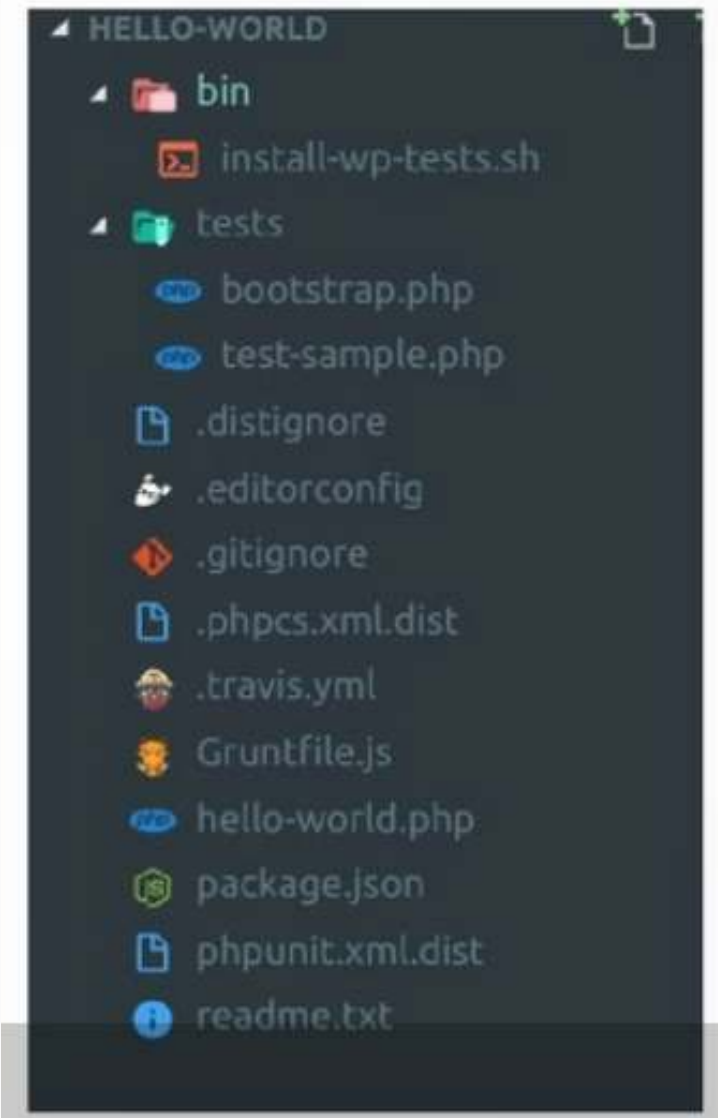 HELLO-WORLD
bin
install-wp-tests.sh
tests
bootstrap.php
test-sample.php
.distignore
.editorconfig
.gitignore
.phpcs.xml.dist
.travis.yml
Gruntfile.js
hello-world.php
package.json
phpunit.xml.dist
readme.txt